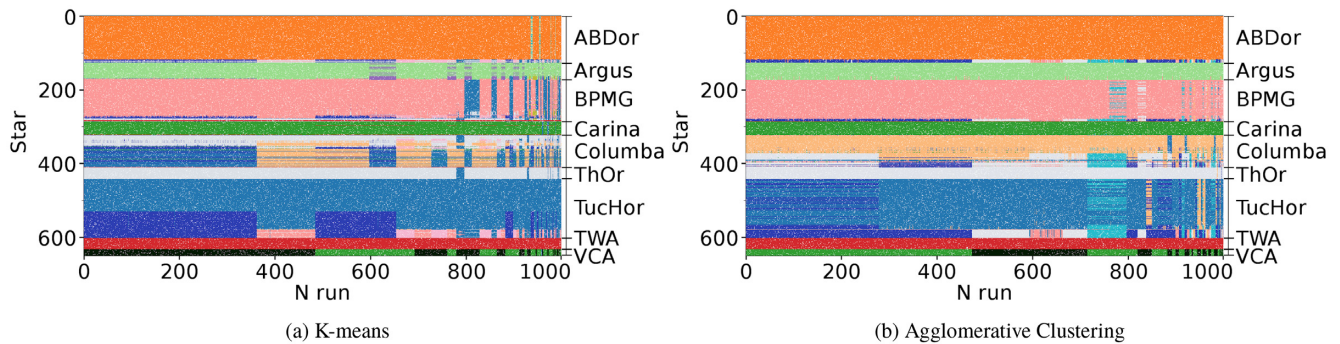 0
200
400
600
Star
0
200
400
600
800
1000
N run
ABDor
Argus
BPMG
Carina
Columba
ThOr
TucHor
TWA
VCA
(a) K-means
0
200
400
600
Star
0
200
400
600
800
1000
N run
ABDor
Argus
BPMG
Carina
Columba
ThOr
TucHor
TWA
VCA
(b) Agglomerative Clustering